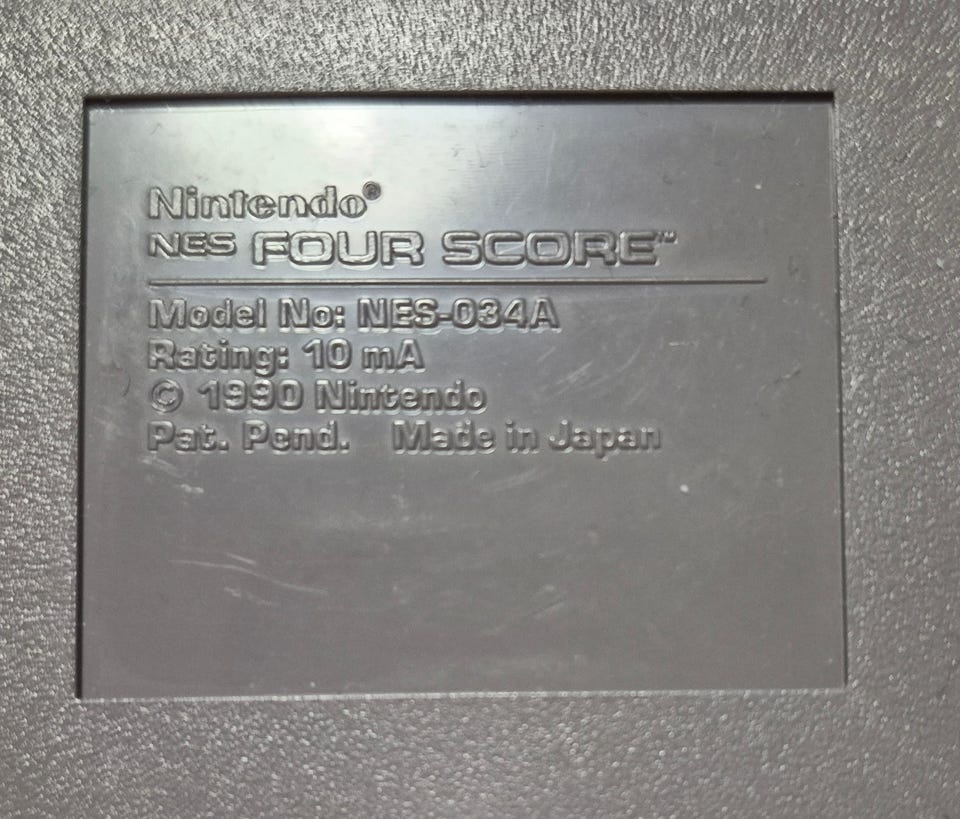 Nintendo®
NES FOUR SCORE™
Model No: NES-034A
Rating: 10 mA
© 1990 Nintendo
Pat. Pend. Made in Japan